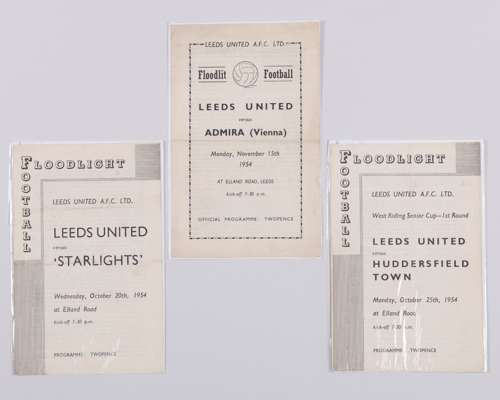 FLOODLIGHT
FOOTBALL
LEEDS UNITED A.F.C. LTD.
LEEDS UNITED
versus
'STARLIGHTS'
Wednesday, October 20th, 1954
at Elland Road
Kick-off 7-30 p.m.
PROGRAMME: TWOPENCE
LEEDS UNITED A.F.C. LTD.
Floodlit Football
LEEDS UNITED
versus
ADMIRA (Vienna)
Monday, November 15th
1954
AT ELLAND ROAD, LEEDS
Kick-off 7-30 p.m.
OFFICIAL PROGRAMME: TWOPENCE
FLOODLIGHT
FOOTBALL
LEEDS UNITED A.F.C. LTD.
West Riding Senior Cup—1st Round
LEEDS UNITED
versus
HUDDERSFIELD
TOWN
Monday, October 25th, 1954
at Elland Road
Kick-off 7-30 p.m.
PROGRAMME: TWOPENCE